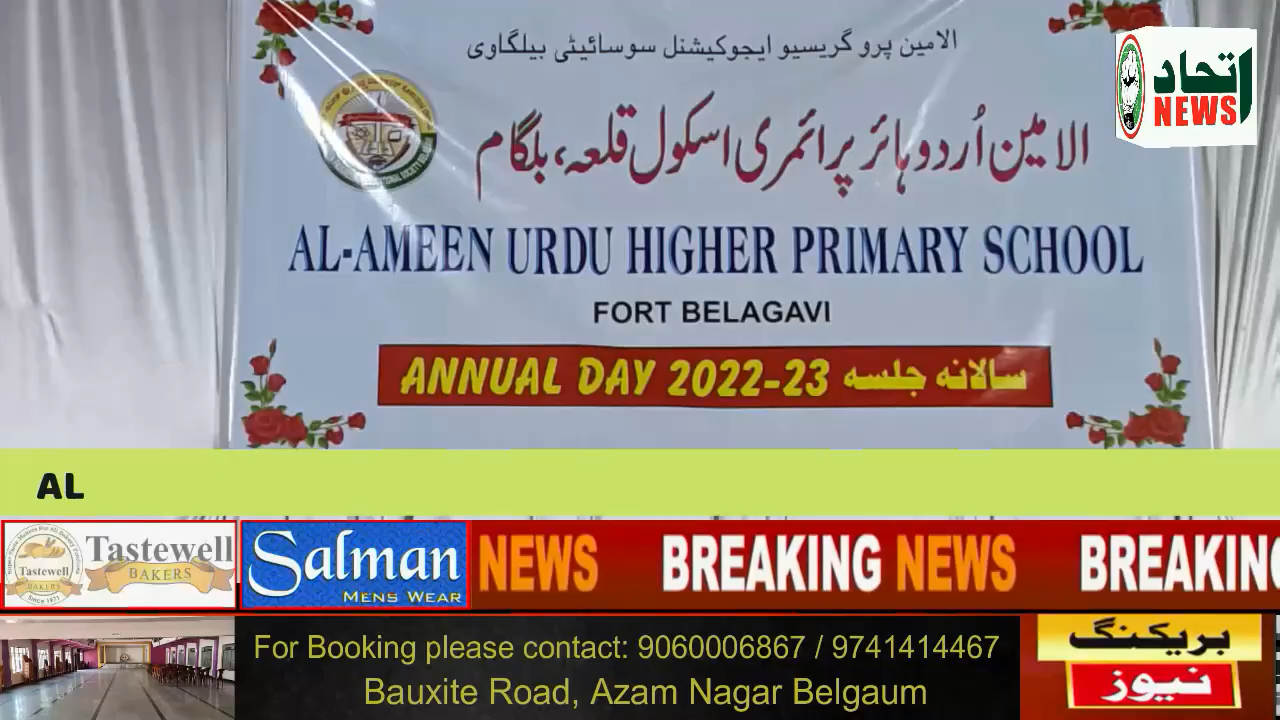 الامین پروگریسیو ایجوکیشنل سوسائیٹی بیلگاوی
اتحاد
NEWS
الامین اُردو ہائر پرائمری اسکول قلعہ، بلگام
AL-AMEEN URDU HIGHER PRIMARY SCHOOL
FORT BELAGAVI
ANNUAL DAY 2022-23 سالانہ جلسہ
AL
Tastewell
BAKERS
Since 1971
Tastewell
BAKERS
Salman
MENS WEAR
NEWS BREAKING NEWS BREAKING
For Booking please contact: 9060006867 / 9741414467
Bauxite Road, Azam Nagar Belgaum
بریکنگ
نیوز